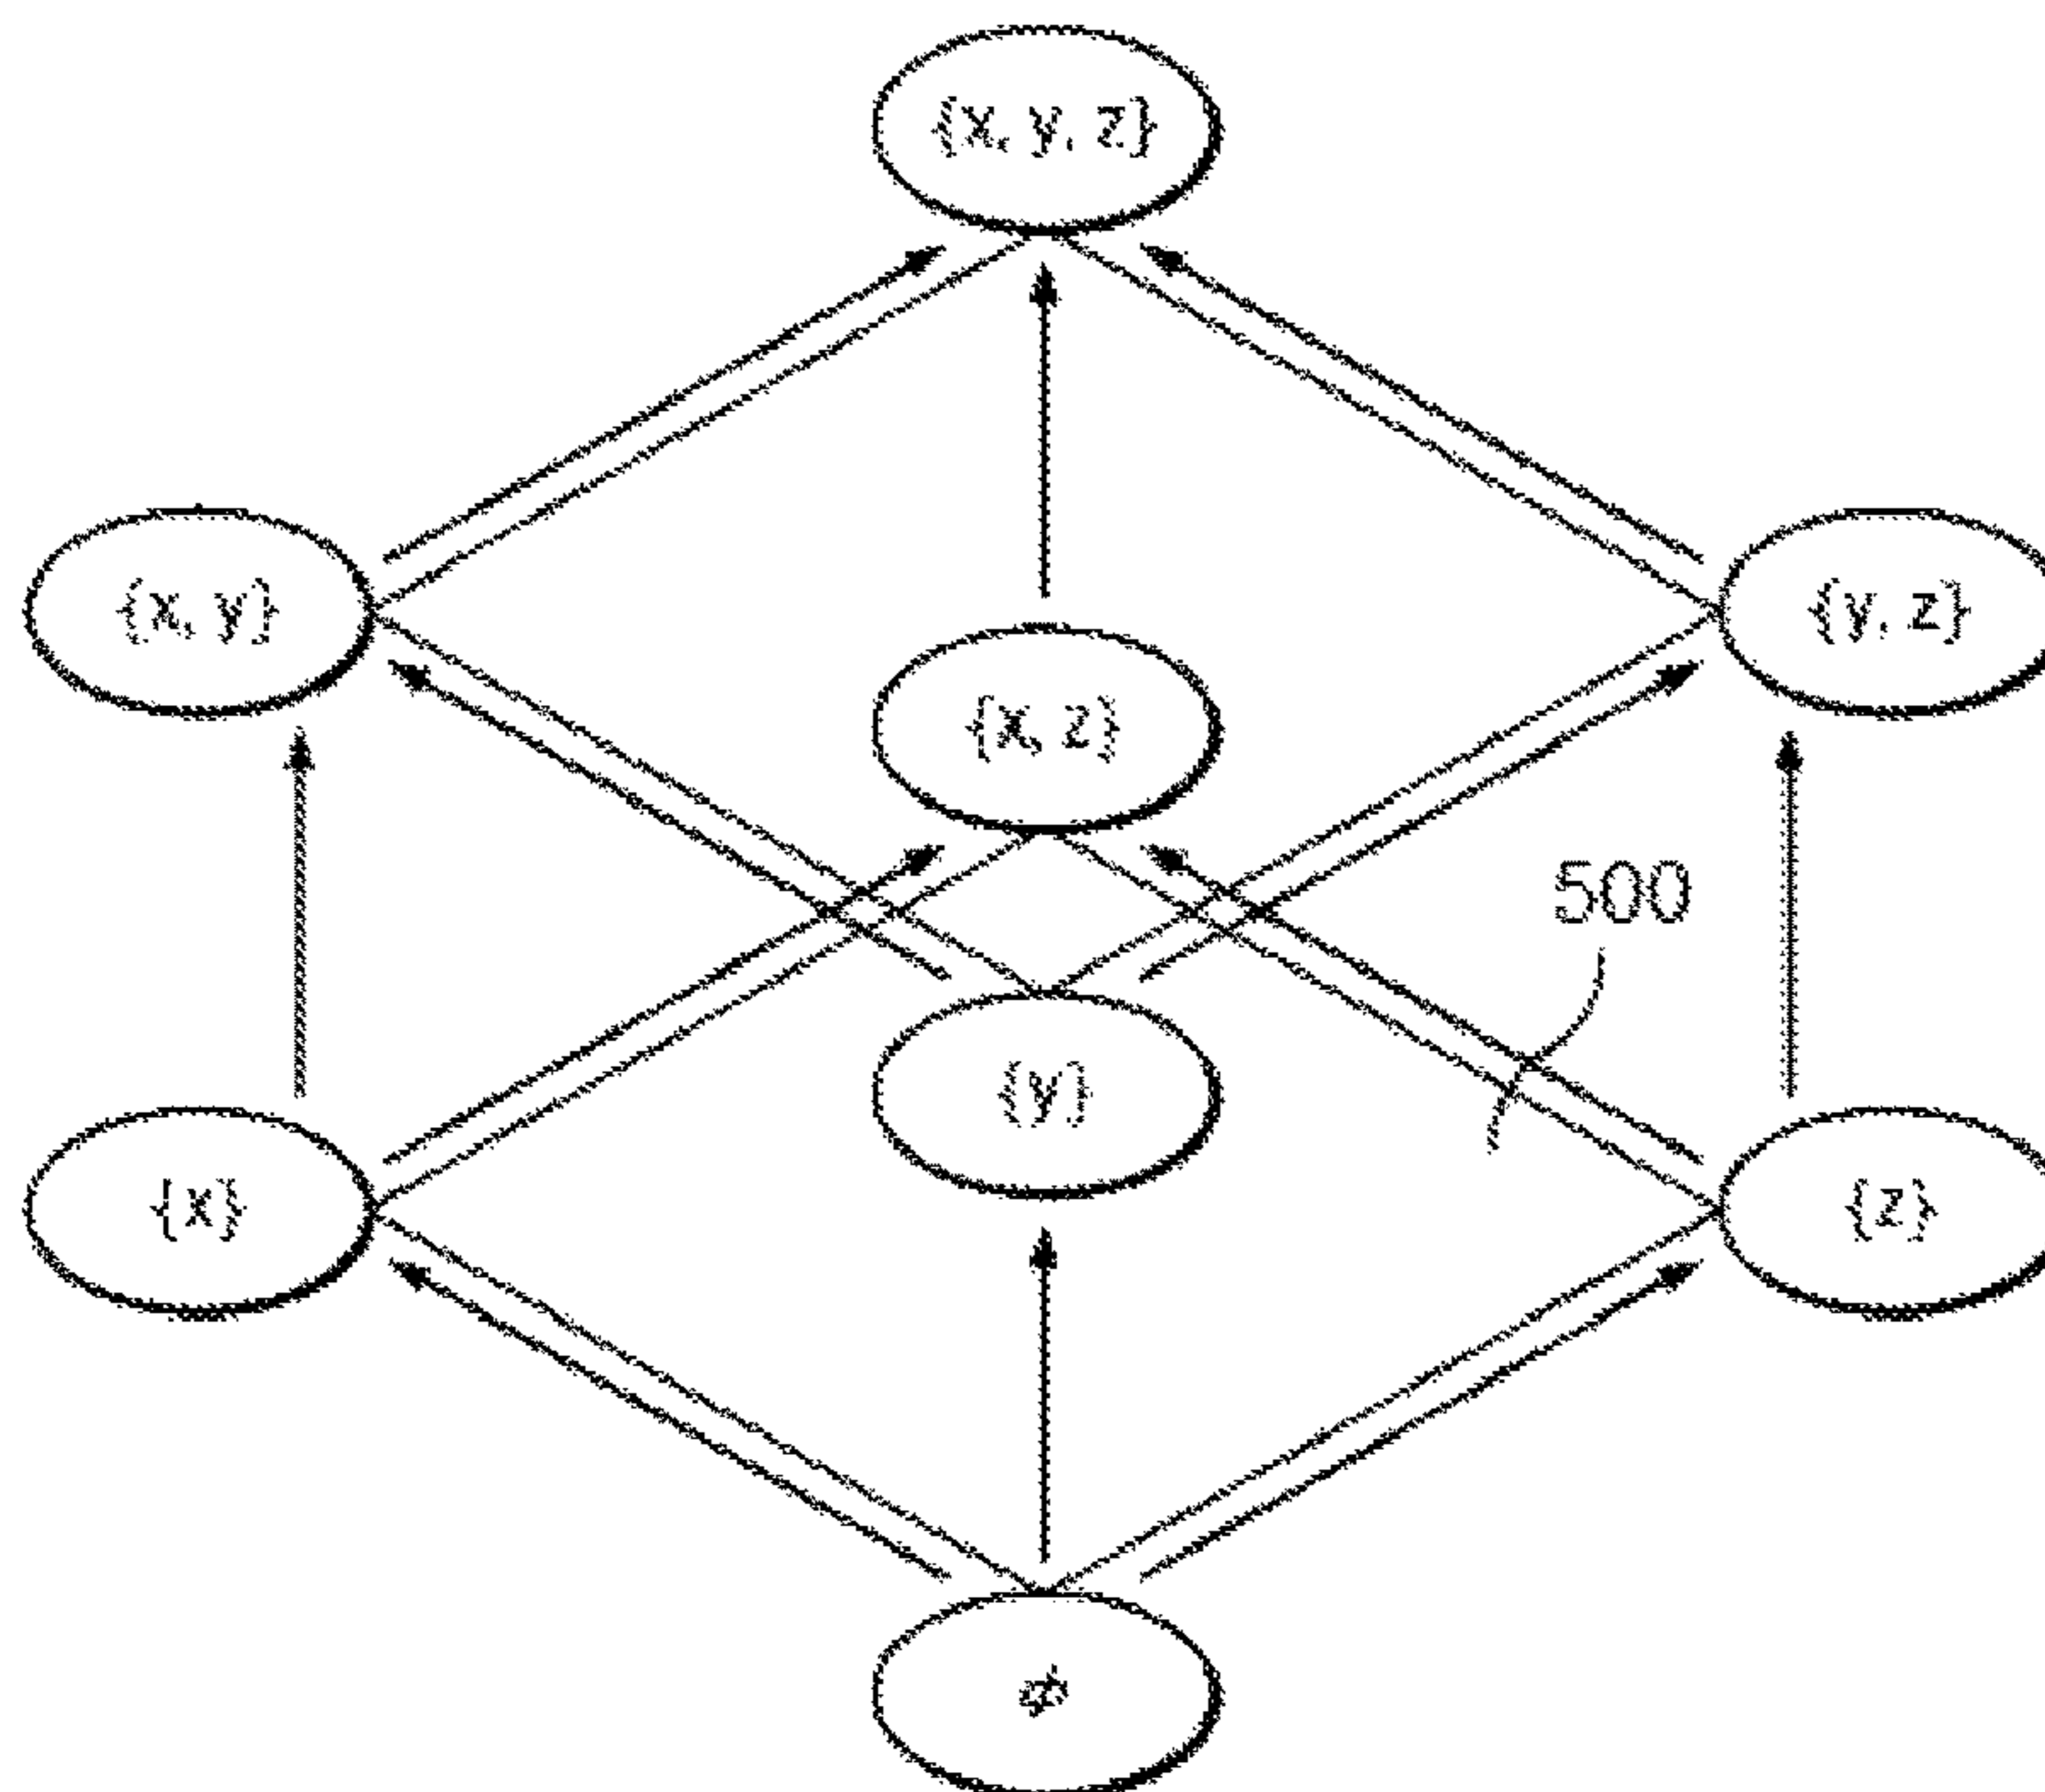 {x, y, z}
{x, y}
{y, z}
{x, z}
500
{y}
{x}
{z}
ø